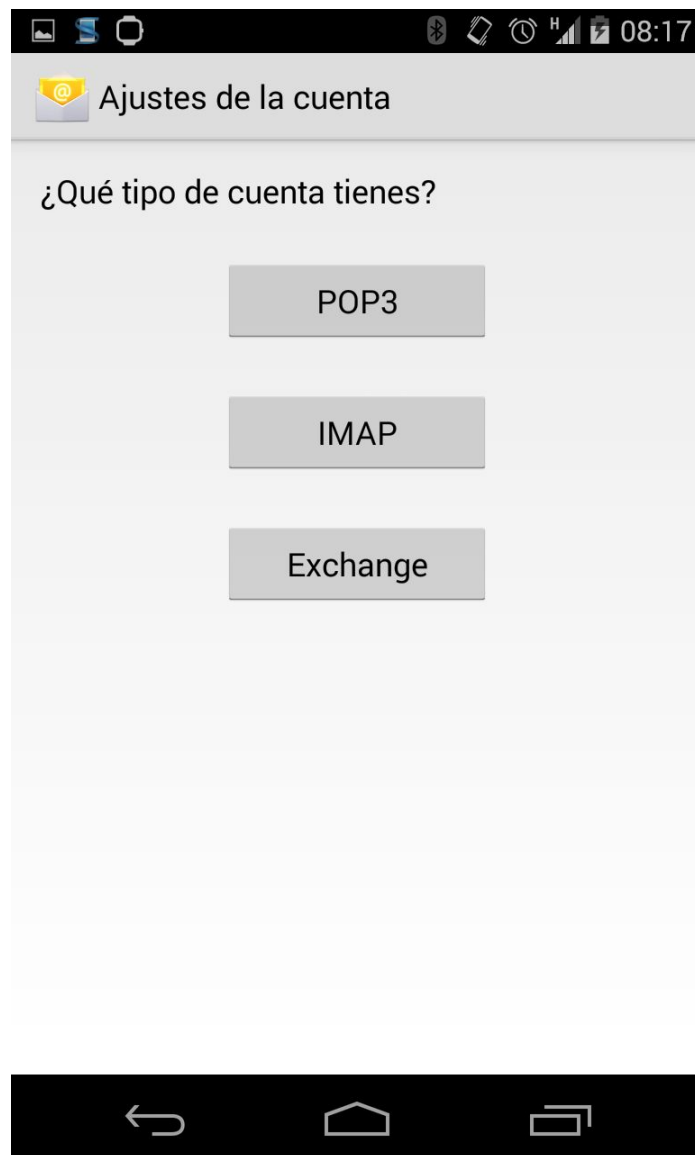 H 08:17
@ Ajustes de la cuenta
¿Qué tipo de cuenta tienes?
POP3
IMAP
Exchange